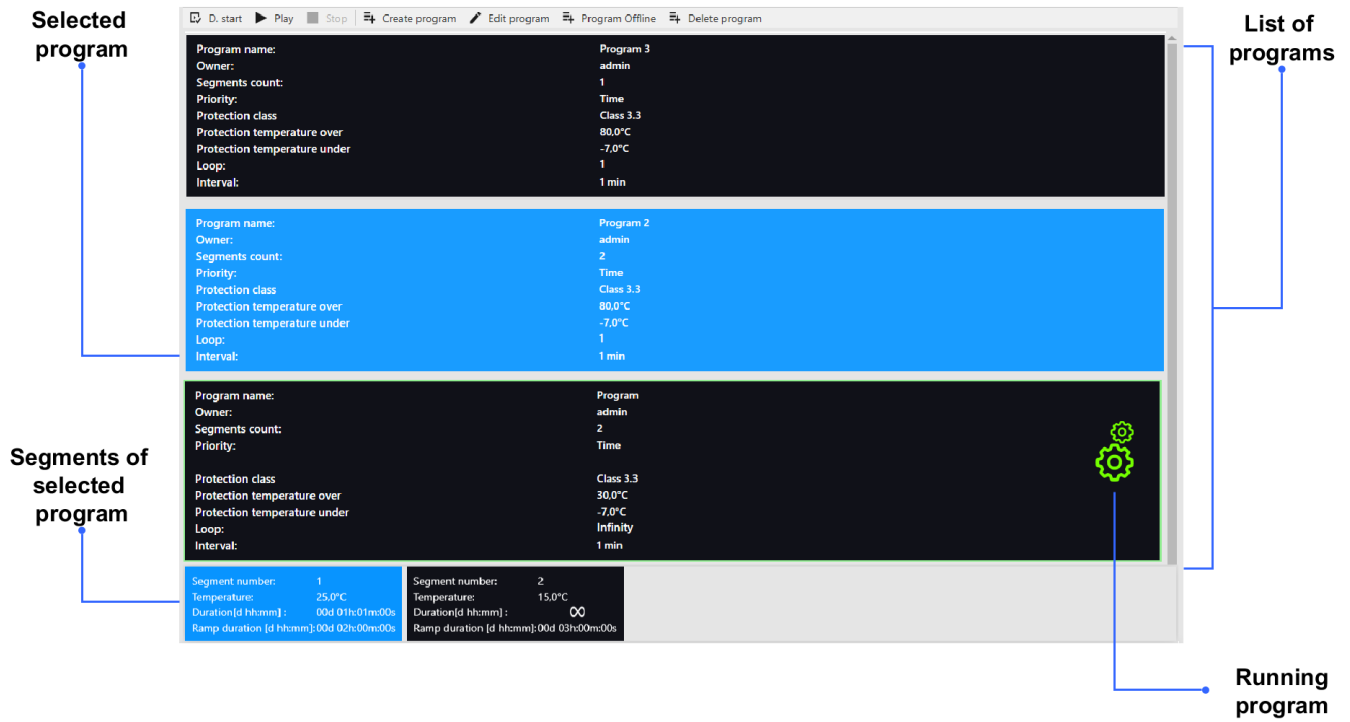 Selected
program
List of
programs
D. start Play Stop Create program Edit program Program Offline Delete program
Program name: Program 3
Owner: admin
Segments count: 1
Priority: Time
Protection class Class 3.3
Protection temperature over 80,0°C
Protection temperature under -7,0°C
Loop: 1
Interval: 1 min
Program name: Program 2
Owner: admin
Segments count: 2
Priority: Time
Protection class Class 3.3
Protection temperature over 80,0°C
Protection temperature under -7,0°C
Loop: 1
Interval: 1 min
Program name: Program
Owner: admin
Segments count: 2
Priority: Time
Protection class Class 3.3
Protection temperature over 30,0°C
Protection temperature under -7,0°C
Loop: Infinity
Interval: 1 min
Segments of
selected
program
Segment number: 1
Temperature: 25,0°C
Duration[d hh:mm] : 00d 01h:01m:00s
Ramp duration [d hh:mm]: 00d 02h:00m:00s
Segment number: 2
Temperature: 15,0°C
Duration[d hh:mm] : ∞
Ramp duration [d hh:mm]: 00d 03h:00m:00s
Running
program